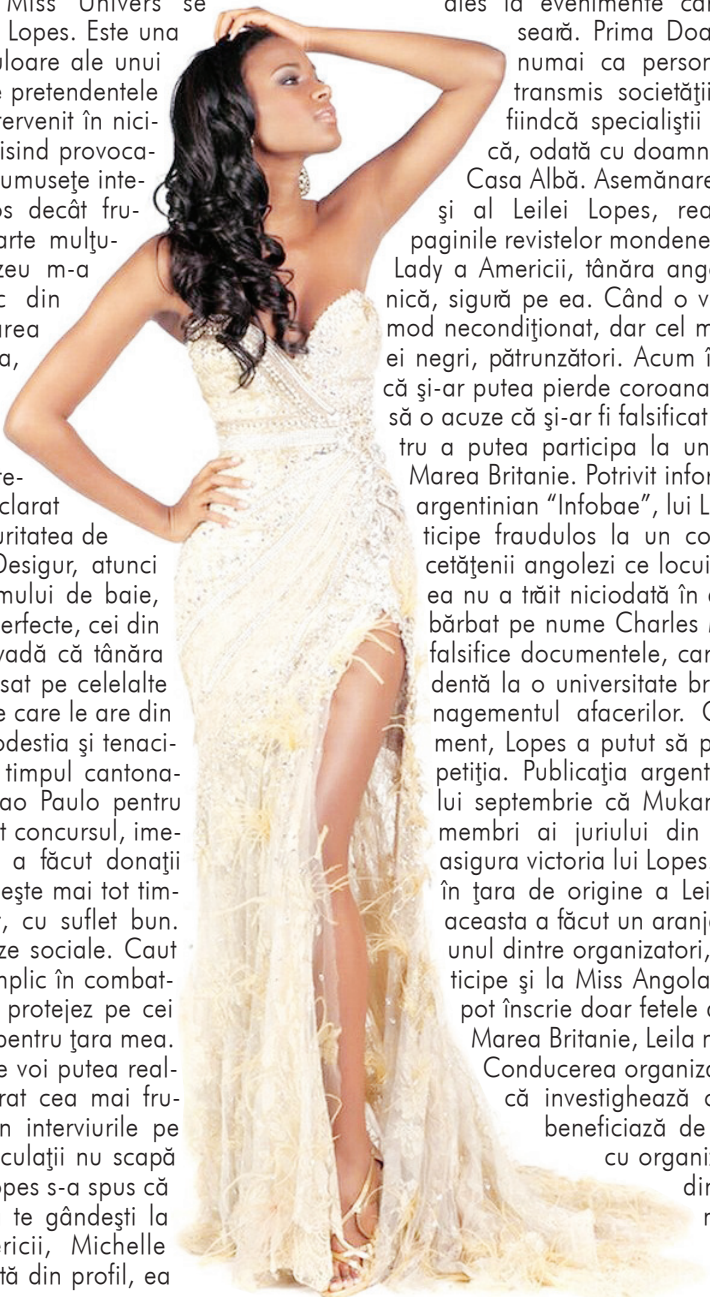 Miss Univers se
Lopes. Este una
uloare ale unui
e pretendentele
tervenit în nici-
isind provoca-
umuseţe inte-
os decât fru-
arte mulţu-
zeu m-a
c din
area
a,
re-
clarat
uritatea de
Desigur, atunci
mului de baie,
erfecte, cei din
vadă că tânăra
sat pe celelalte
e care le are din
odestia şi tenaci-
timpul cantona-
ao Paulo pentru
t concursul, ime-
a făcut donaţii
eşte mai tot tim-
, cu suflet bun.
ze sociale. Caut
mplic în combat-
protejez pe cei
pentru ţara mea.
e voi putea real-
rat cea mai fru-
n interviurile pe
culaţii nu scapă
opes s-a spus că
te gândeşti la
ericii, Michelle
tă din profil, ea
ales la evenimente car
seară. Prima Doa
numai ca person
transmis societăţii
fiindcă specialiştii
că, odată cu doamn
Casa Albă. Asemănare
şi al Leilei Lopes, rea
paginile revistelor mondene
Lady a Americii, tânăra ang
nică, sigură pe ea. Când o v
mod necondiţionat, dar cel m
ei negri, pătrunzători. Acum î
că şi-ar putea pierde coroana
să o acuze că şi-ar fi falsificat
tru a putea participa la un
Marea Britanie. Potrivit infor
argentinian “Infobae”, lui L
ticipe fraudulos la un co
cetăţenii angolezi ce locui
ea nu a trăit niciodată în
bărbat pe nume Charles
falsifice documentele, car
dentă la o universitate br
nagementul afacerilor.
ment, Lopes a putut să p
petiţia. Publicaţia argent
lui septembrie că Mukar
membri ai juriului din
asigura victoria lui Lopes.
în ţara de origine a Lei
aceasta a făcut un aranj
unul dintre organizatori,
ticipe şi la Miss Angola
pot înscrie doar fetele
Marea Britanie, Leila
Conducerea organiza
că investighează
beneficiază de
cu organi
din